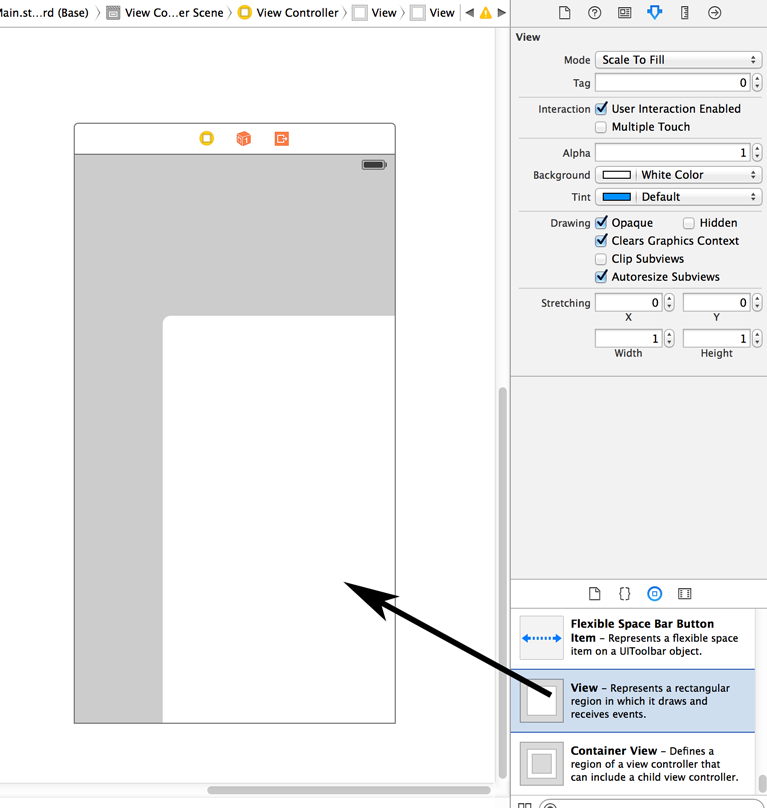 Main.st...rd (Base) 〉 View Co...er Scene 〉 View Controller 〉 View 〉 View
View
Mode Scale To Fill
Tag 0
Interaction User Interaction Enabled
Multiple Touch
Alpha 1
Background White Color
Tint Default
Drawing Opaque Hidden
Clears Graphics Context
Clip Subviews
Autoresize Subviews
Stretching 0 0
X Y
1 1
Width Height
{}
Flexible Space Bar Button
Item – Represents a flexible space
item on a UIToolbar object.
View – Represents a rectangular
region in which it draws and
receives events.
Container View – Defines a
region of a view controller that
can include a child view controller.